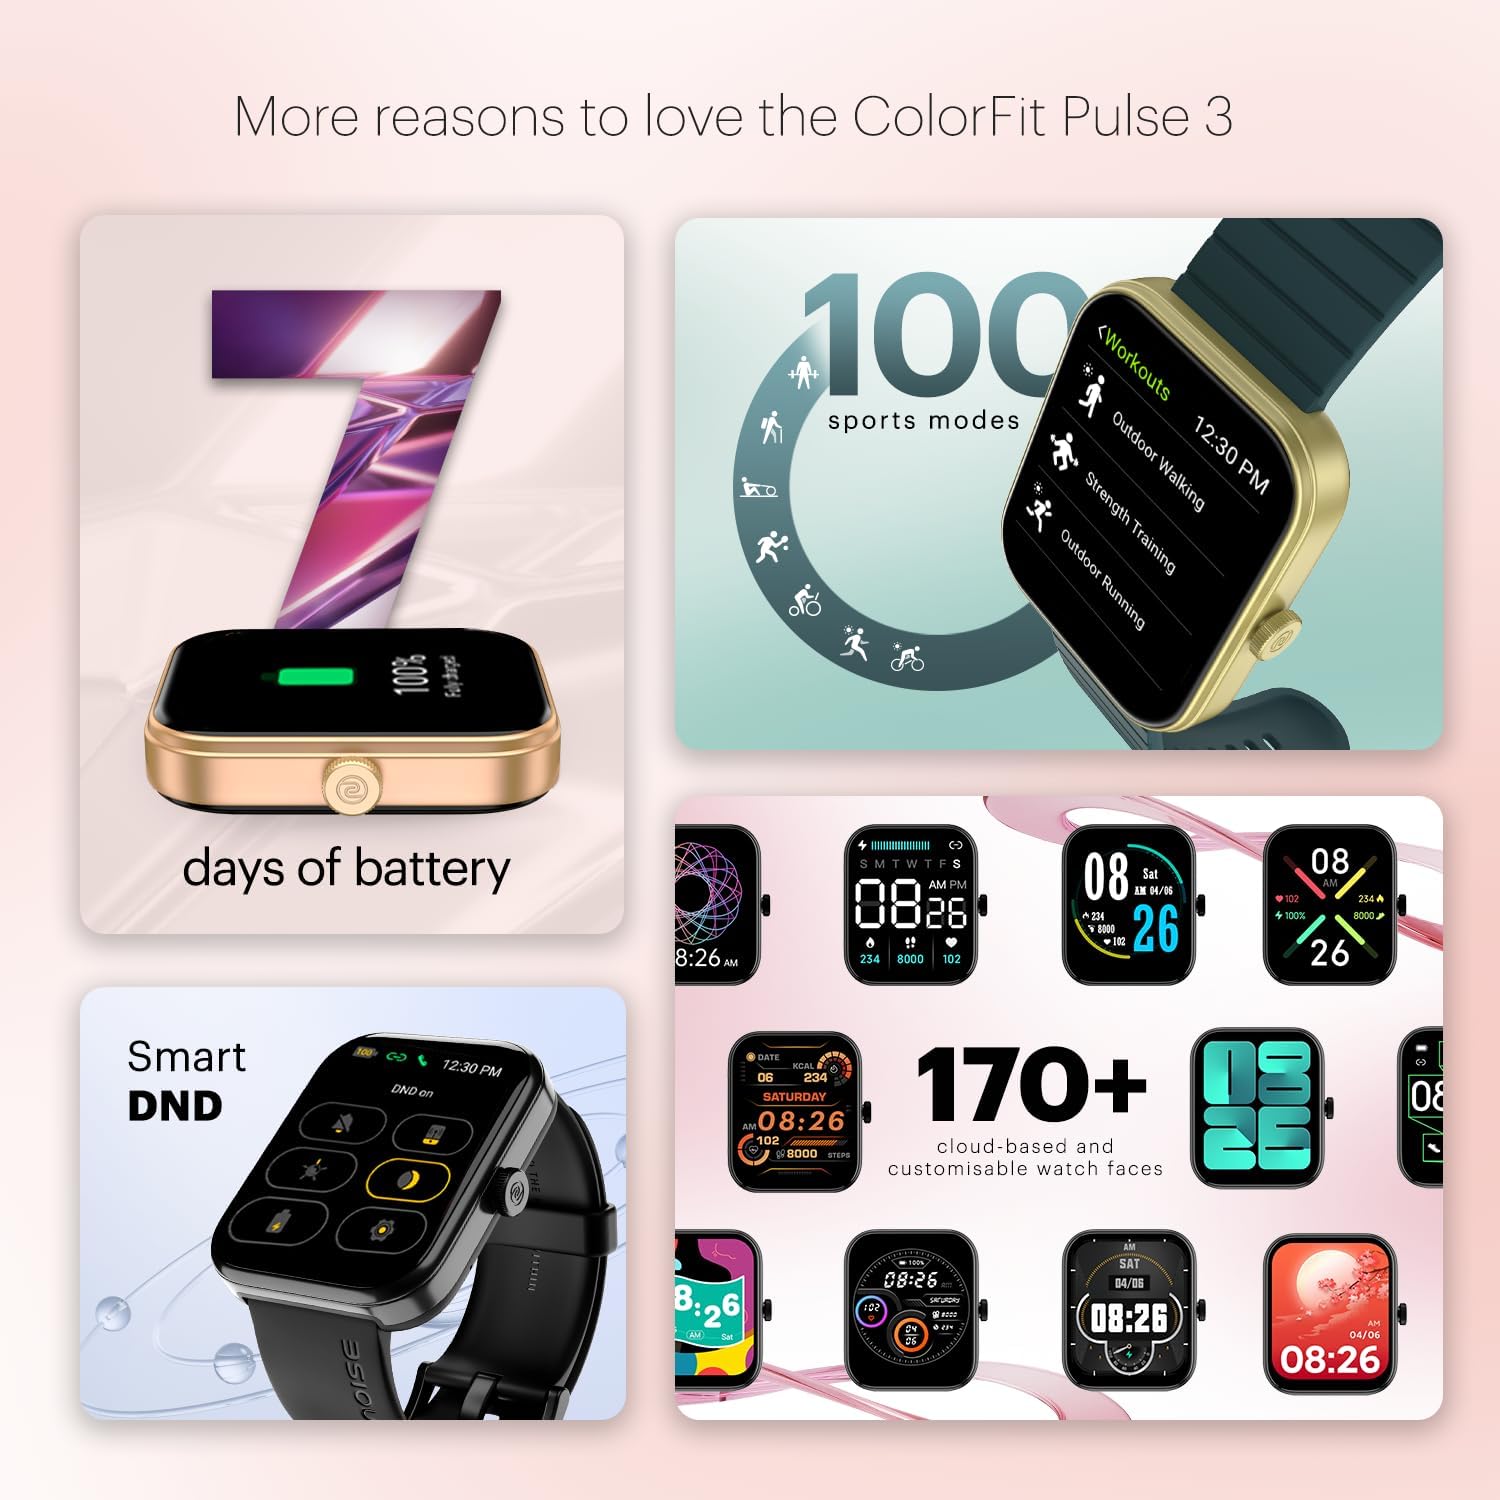 More reasons to love the ColorFit Pulse 3
7
100%
Fully charged
days of battery
100
sports modes
<Workouts
12:30 PM
Outdoor Walking
Strength Training
Outdoor Running
Smart
DND
100
12:30 PM
DND on
NOISE
8:26 AM
S M T W T F S
08 26
AM PM
234 8000 102
08 Sat
AM 04/06
234
8000
102
26
08
AM
102 234
100% 8000
26
DATE
06
KCAL
234
SATURDAY
AM 08:26
102
8000 STEPS
170+
cloud-based and
customisable watch faces
08
26
08
8:26
AM Sat
100%
08:26 AM
SATURDAY
102
8000
234
04
06
AM
SAT
04/06
08:26
AM
04/06
08:26